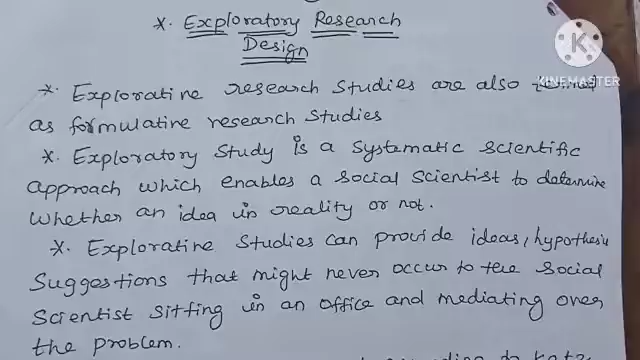 *. Exploratory Research
Design
K
KINEMASTER
*. Explorative research studies are also
as formulative research studies
*. Exploratory study is a systematic scientific
approach which enables a social scientist to determine
whether an idea in reality or not.
*. Explorative studies can provide ideas, hypothesis
suggestions that might never occur to the social
scientist sitting in an office and mediating over
the problem.